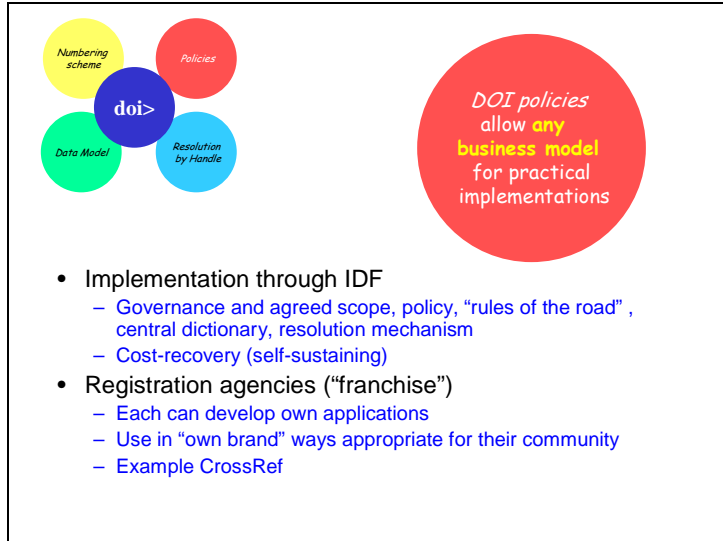 Numbering
scheme
Policies
doi>
Data Model
Resolution
by Handle
DOI policies
allow any
business model
for practical
implementations
• Implementation through IDF
– Governance and agreed scope, policy, “rules of the road” ,
central dictionary, resolution mechanism
– Cost-recovery (self-sustaining)
• Registration agencies (“franchise”)
– Each can develop own applications
– Use in “own brand” ways appropriate for their community
– Example CrossRef